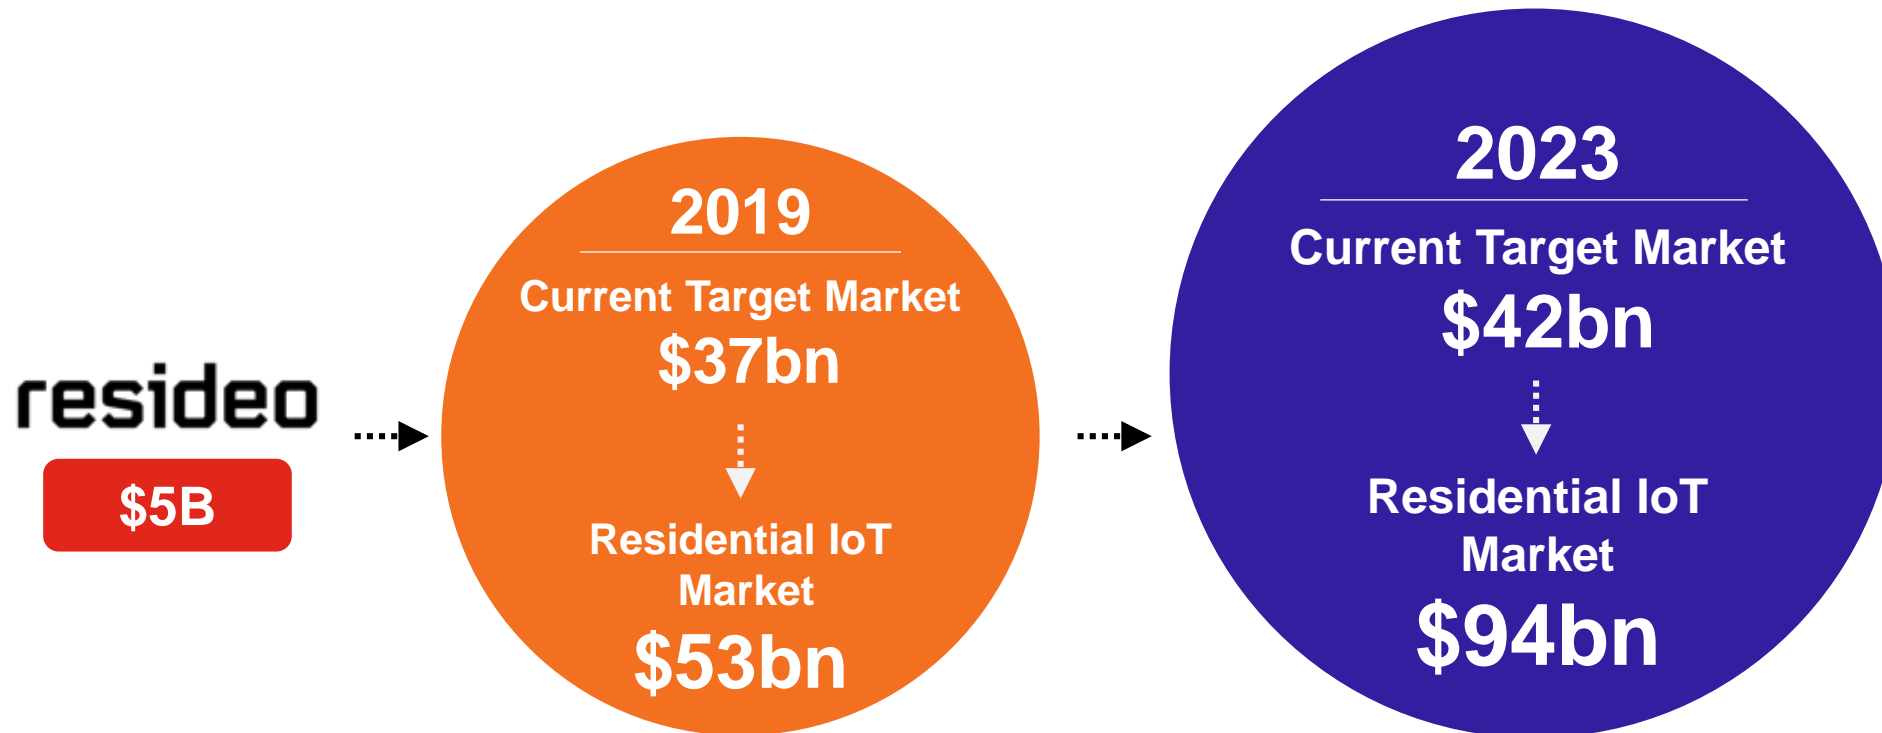 resideo
$5B
2019
Current Target Market
$37bn
Residential IoT
Market
$53bn
2023
Current Target Market
$42bn
Residential IoT
Market
$94bn